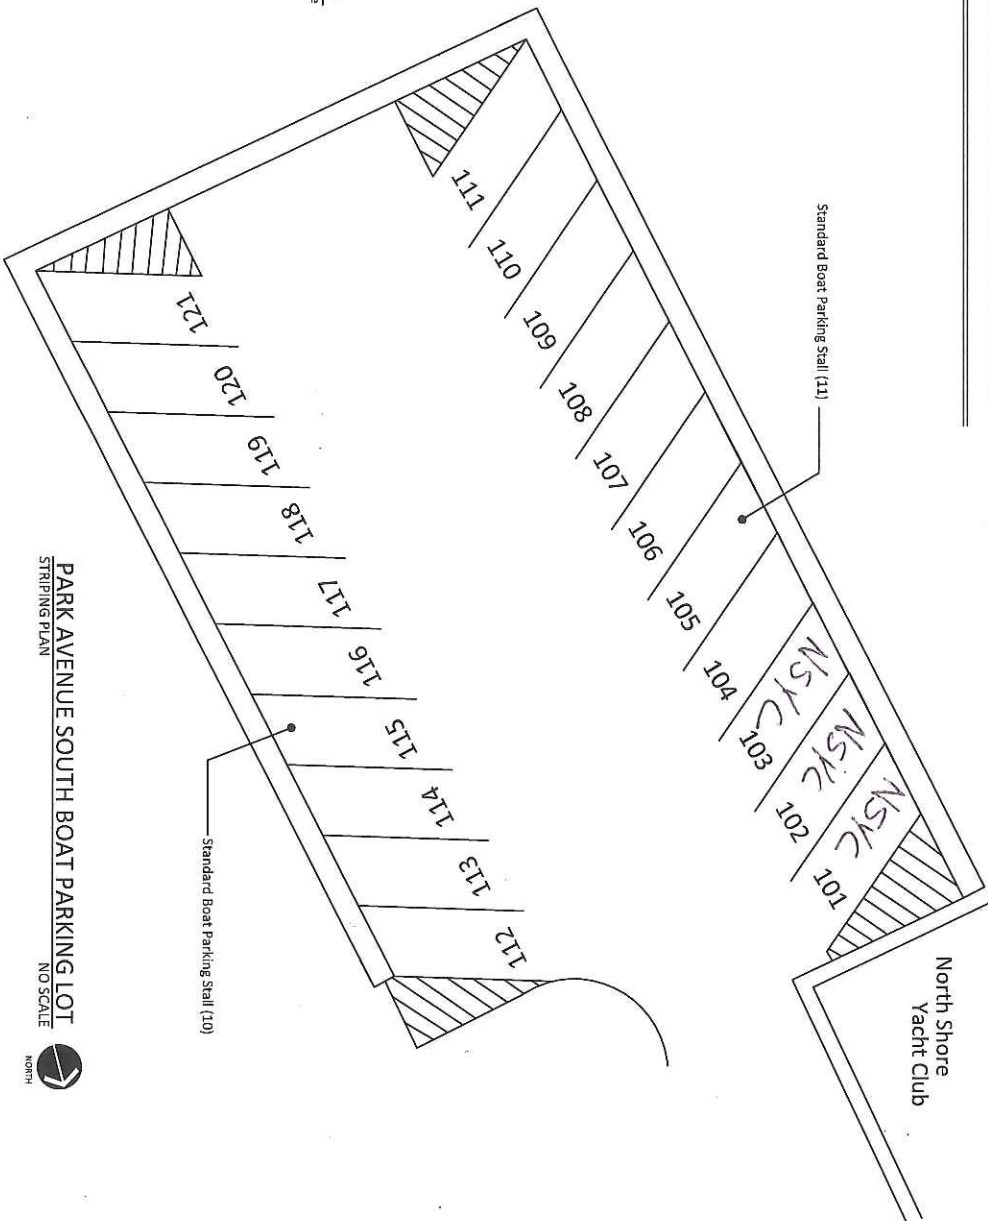 North Shore
Yacht Club
Standard Boat Parking Stall (11)
111
110
109
108
107
106
105
104
103
102
101
NSYC
NSYC
NSYC
121
120
119
118
117
116
115
114
113
112
Standard Boat Parking Stall (10)
PARK AVENUE SOUTH BOAT PARKING LOT
STRIPING PLAN
NO SCALE
NORTH